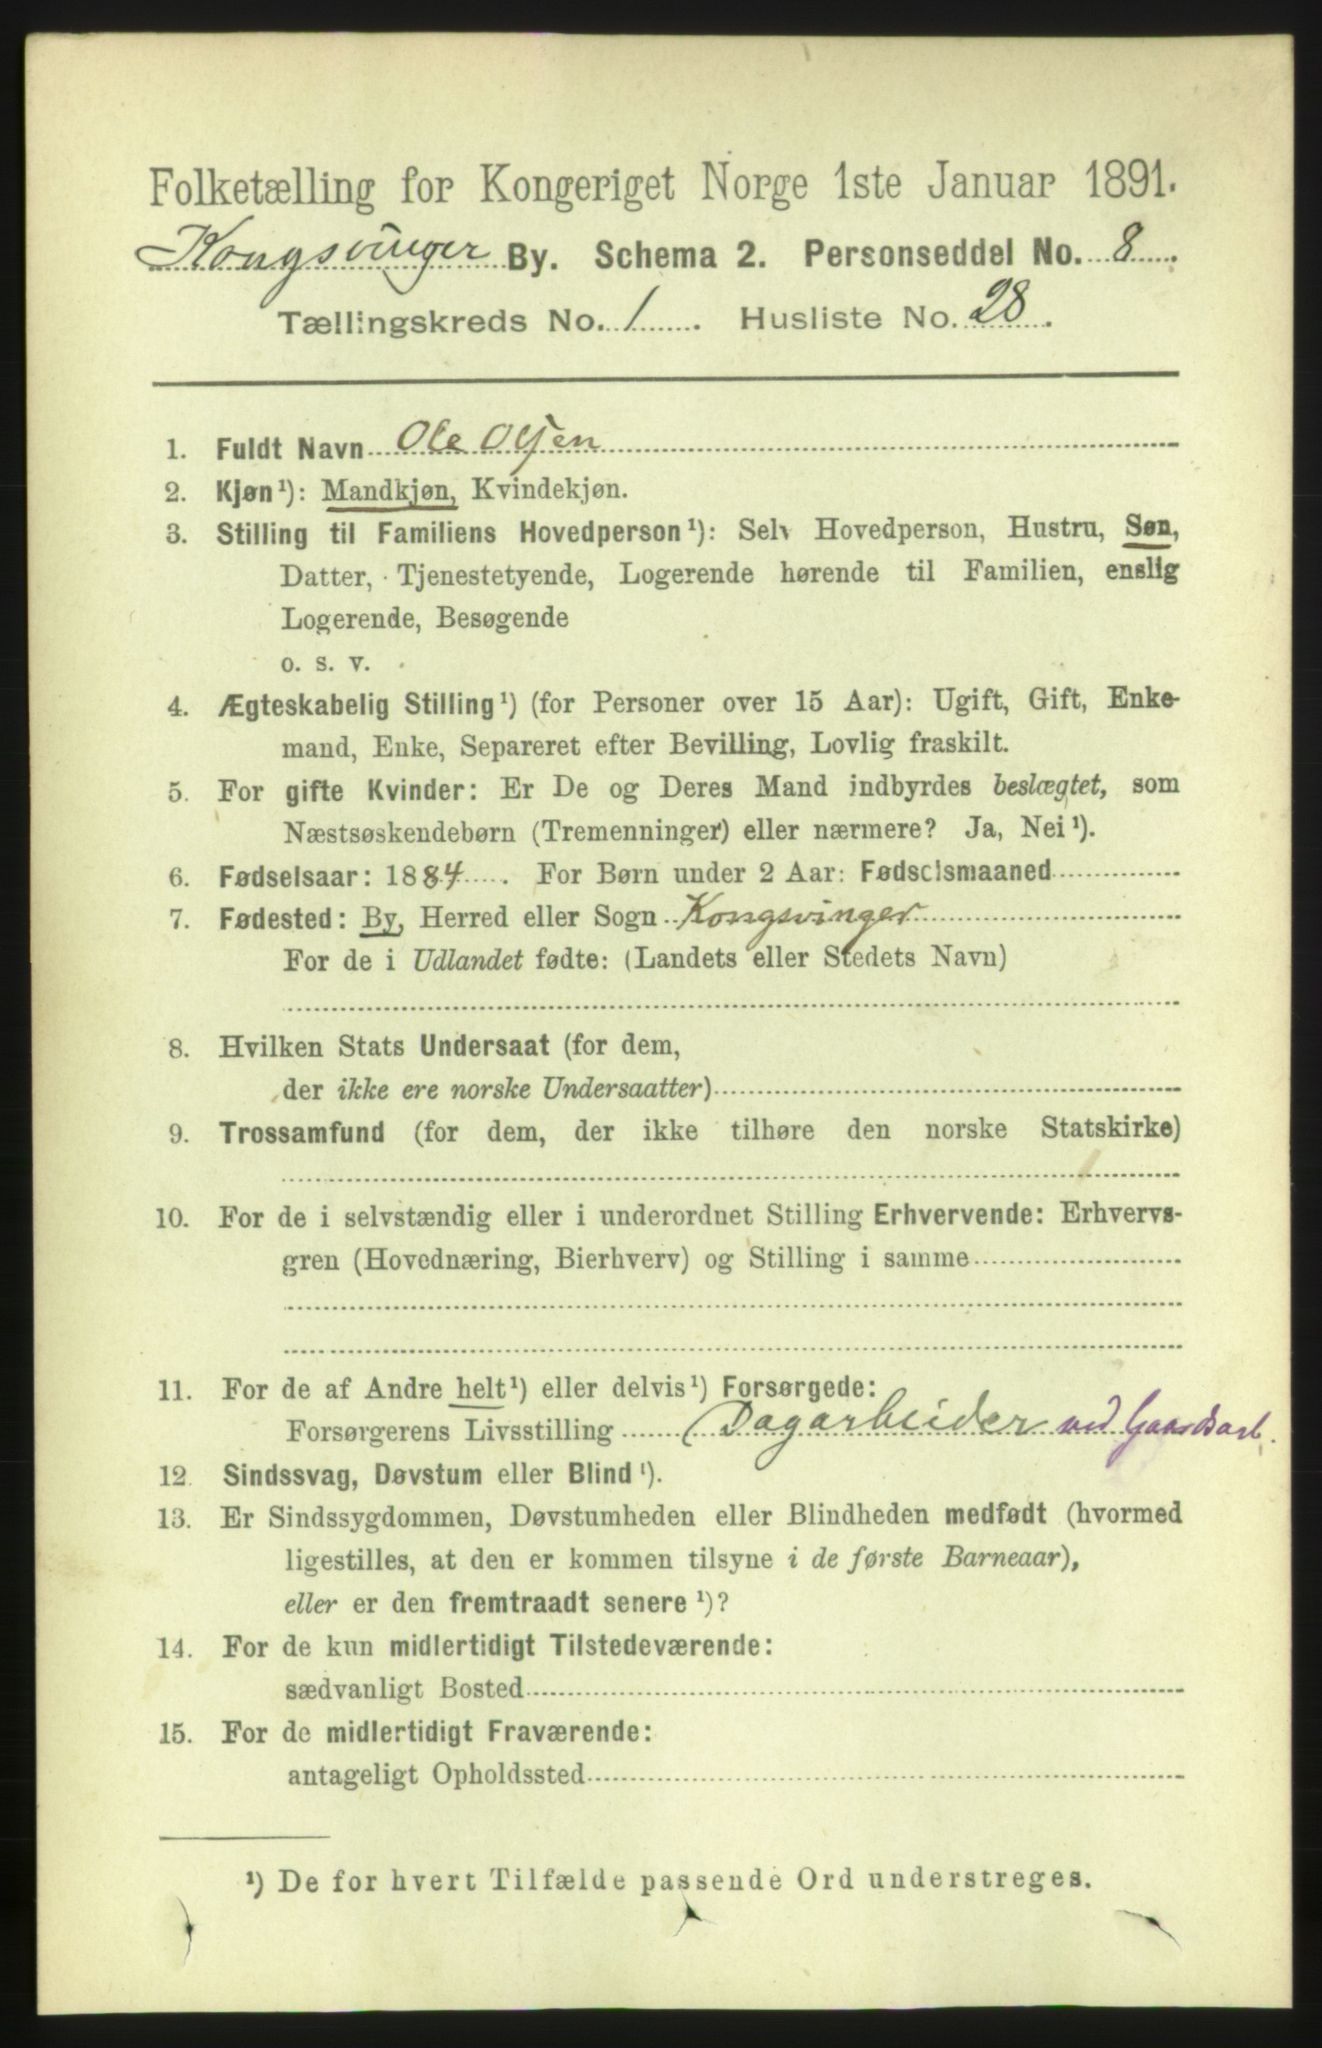 Folketælling for Kongeriget Norge 1ste Januar 1891.
Kongsvinger By. Schema 2. Personseddel No. 8.
Tællingskreds No. 1. Husliste No. 28.
1. Fuldt Navn Ole Olsen
2. Kjøn¹): Mandkjøn, Kvindekjøn.
3. Stilling til Familiens Hovedperson¹): Selv Hovedperson, Hustru, Søn,
Datter, Tjenestetyende, Logerende hørende til Familien, enslig
Logerende, Besøgende
o. s. v.
4. Ægteskabelig Stilling¹) (for Personer over 15 Aar): Ugift, Gift, Enke-
mand, Enke, Separeret efter Bevilling, Lovlig fraskilt.
5. For gifte Kvinder: Er De og Deres Mand indbyrdes beslægtet, som
Næstsøskendebørn (Tremenninger) eller nærmere? Ja, Nei¹).
6. Fødselsaar: 1884. For Børn under 2 Aar: Fødselsmaaned
7. Fødested: By, Herred eller Sogn Kongsvinger
For de i Udlandet fødte: (Landets eller Stedets Navn)
8. Hvilken Stats Undersaat (for dem,
der ikke ere norske Undersaatter)
9. Trossamfund (for dem, der ikke tilhøre den norske Statskirke)
10. For de i selvstændig eller i underordnet Stilling Erhvervende: Erhvervs-
gren (Hovednæring, Bierhverv) og Stilling i samme
11. For de af Andre helt¹) eller delvis¹) Forsørgede:
Forsørgerens Livsstilling (Dagarbeider ved Gaardsarb.
12. Sindssvag, Døvstum eller Blind¹).
13. Er Sindssygdommen, Døvstumheden eller Blindheden medfødt (hvormed
ligestilles, at den er kommen tilsyne i de første Barneaar),
eller er den fremtraadt senere¹)?
14. For de kun midlertidigt Tilstedeværende:
sædvanligt Bosted
15. For de midlertidigt Fraværende:
antageligt Opholdssted
¹) De for hvert Tilfælde passende Ord understreges.